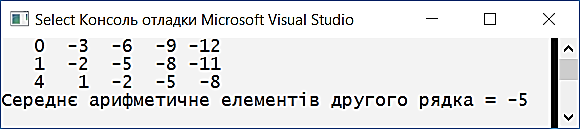 Select Консоль отладки Microsoft Visual Studio
0 -3 -6 -9 -12
1 -2 -5 -8 -11
4 1 -2 -5 -8
Середнє арифметичне елементів другого рядка = -5